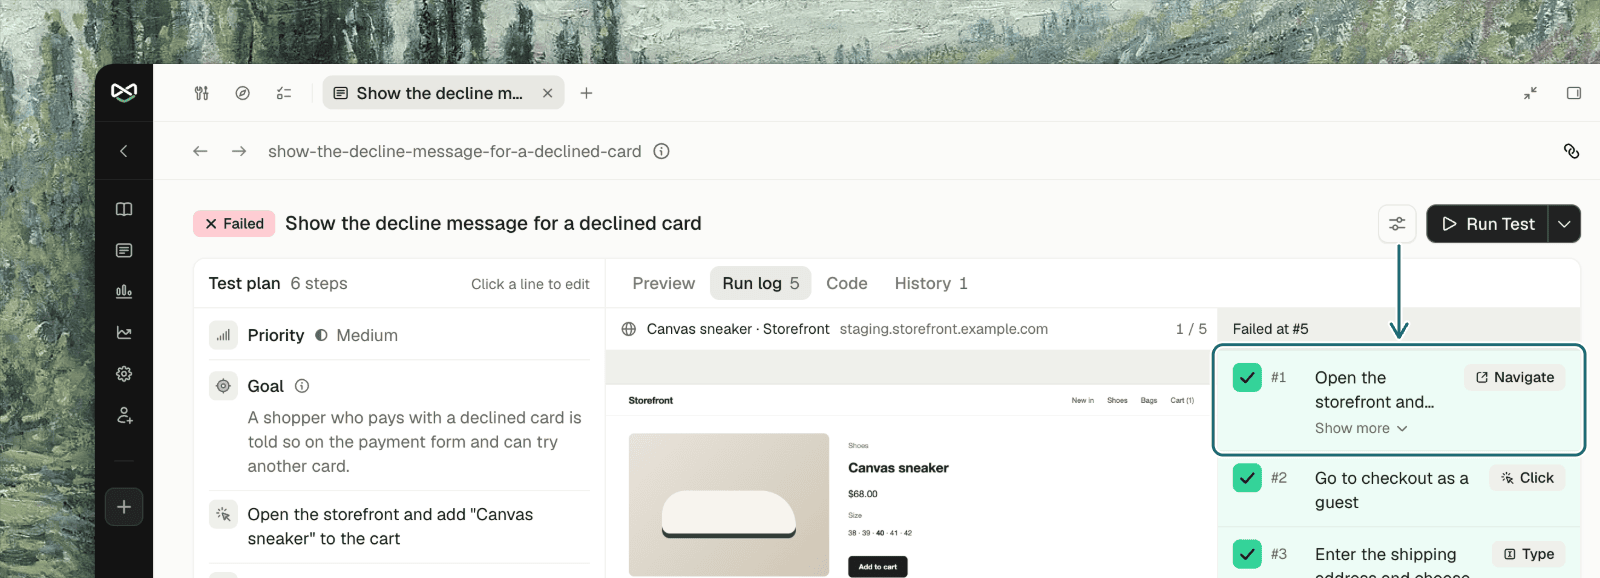 Show the decline m...
show-the-decline-message-for-a-declined-card
Failed
Show the decline message for a declined card
Run Test
Test plan 6 steps
Click a line to edit
Preview
Run log 5
Code
History 1
Priority
Medium
Goal
A shopper who pays with a declined card is
told so on the payment form and can try
another card.
Open the storefront and add "Canvas
sneaker" to the cart
Canvas sneaker · Storefront staging.storefront.example.com
1 / 5
Storefront
New in
Shoes
Bags
Cart (1)
Shoes
Canvas sneaker
$68.00
Size
38 · 39 · 40 · 41 · 42
Add to cart
Failed at #5
#1
Open the
storefront and...
Show more
Navigate
#2
Go to checkout as a
guest
Click
#3
Enter the shipping
address and choose
Type